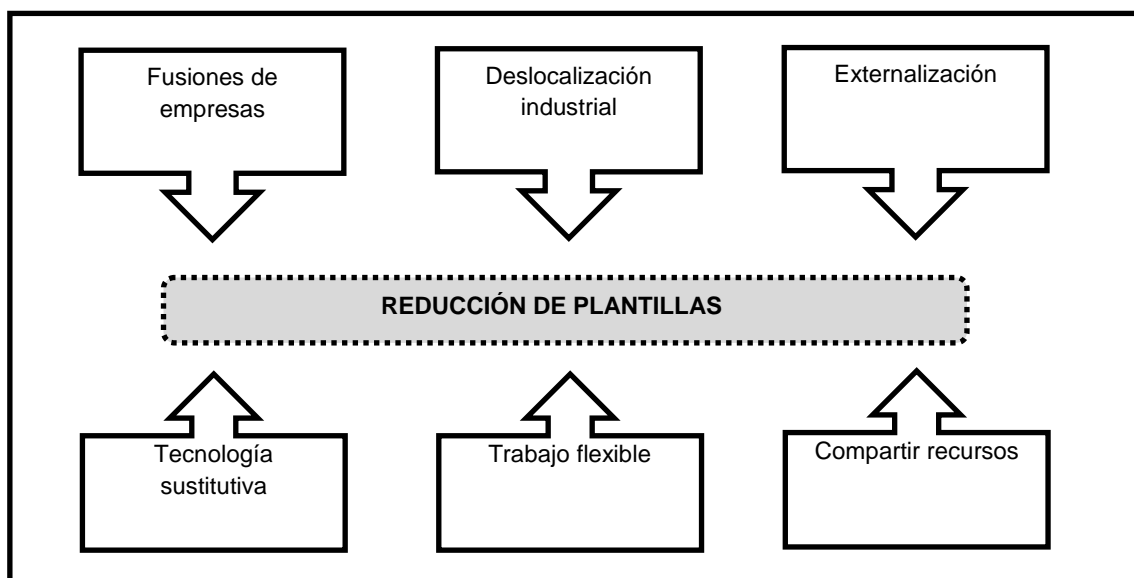 Fusiones de
empresas
Deslocalización
industrial
Externalización
REDUCCIÓN DE PLANTILLAS
Tecnología
sustitutiva
Trabajo flexible
Compartir recursos